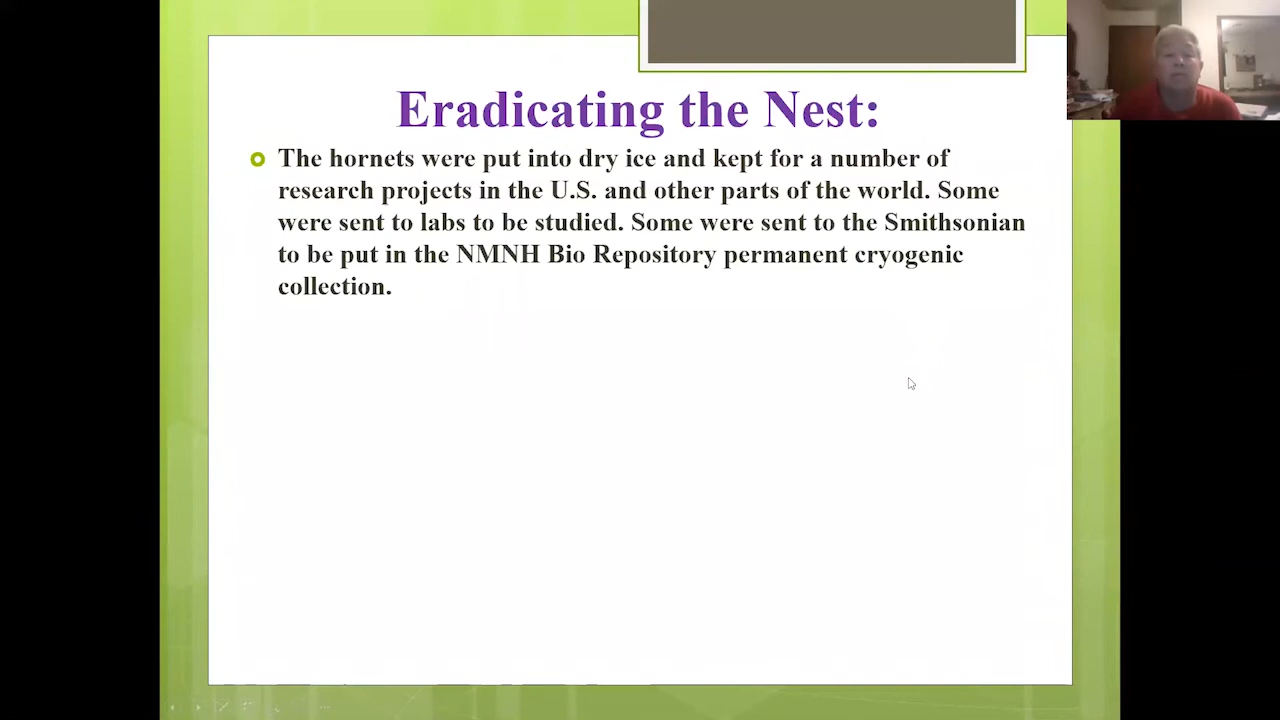 Eradicating the Nest:
The hornets were put into dry ice and kept for a number of
research projects in the U.S. and other parts of the world. Some
were sent to labs to be studied. Some were sent to the Smithsonian
to be put in the NMNH Bio Repository permanent cryogenic
collection.